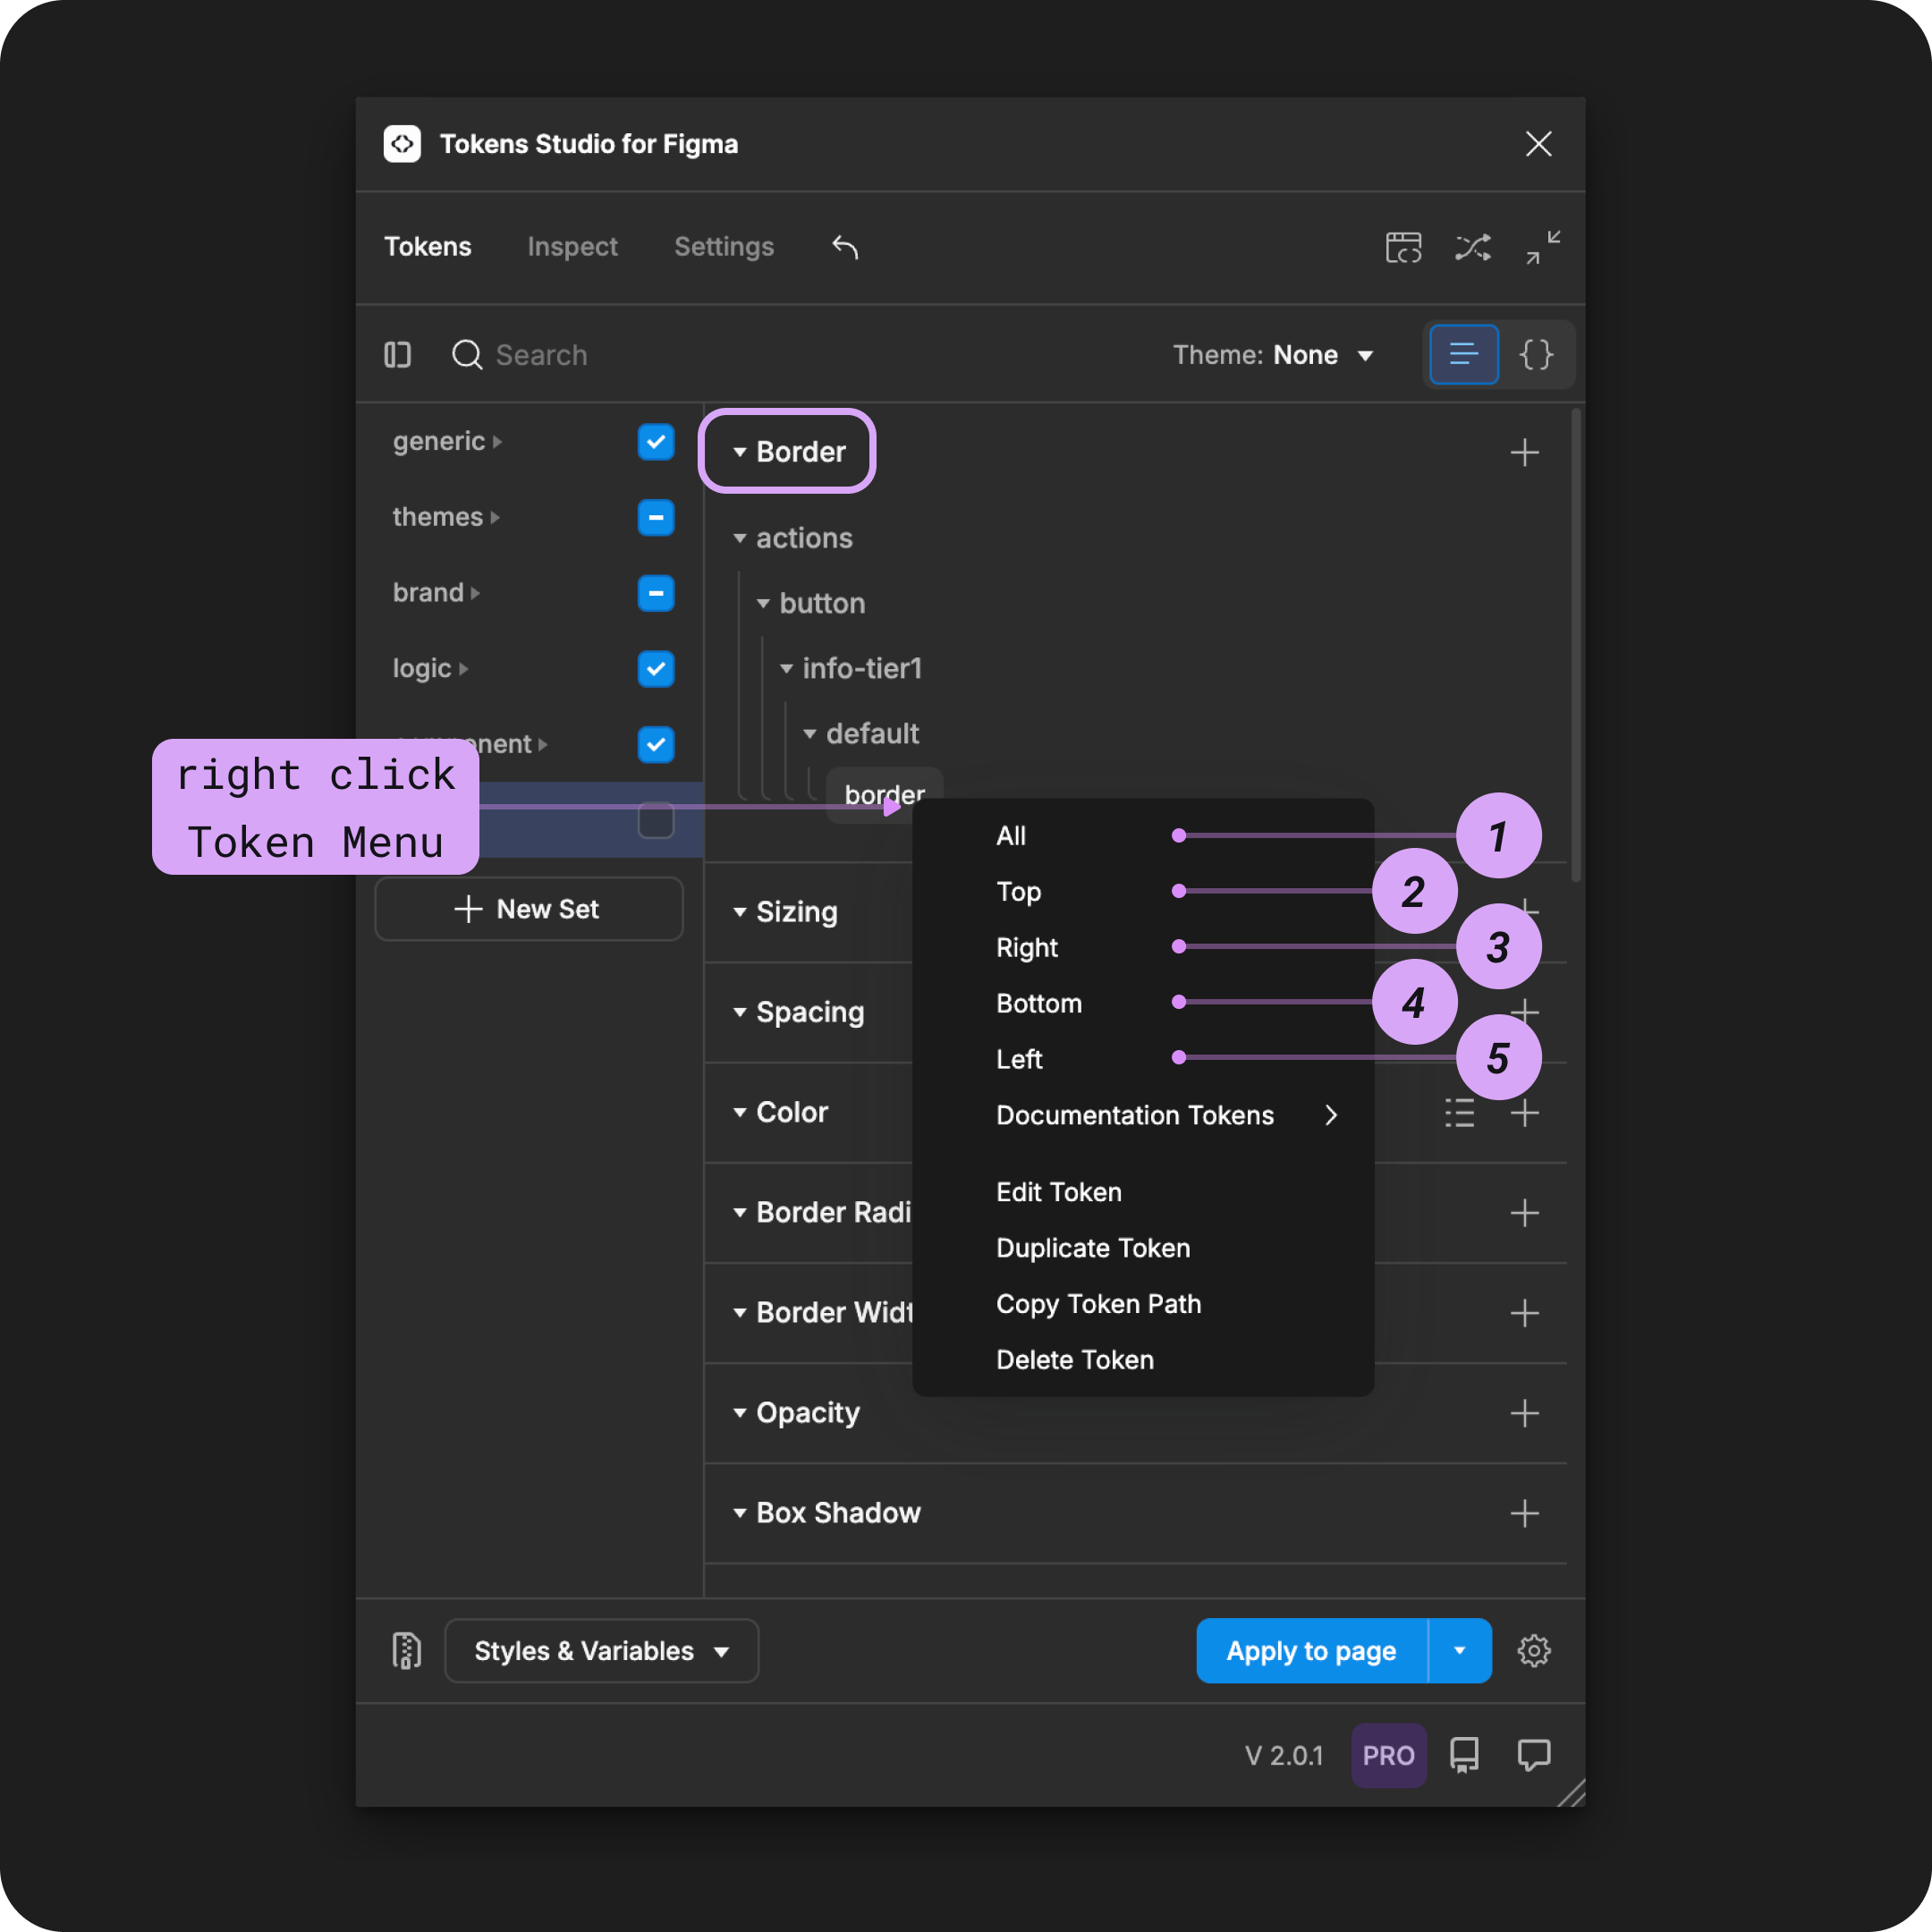 Tokens Studio for Figma
Tokens Inspect Settings
Search Theme: None
generic
themes
brand
logic
nent
right click
Token Menu
New Set
Border
actions
button
info-tier1
default
border
All 1
Top 2
Right 3
Bottom 4
Left 5
Documentation Tokens
Edit Token
Duplicate Token
Copy Token Path
Delete Token
Sizing
Spacing
Color
Border Radi
Border Widt
Opacity
Box Shadow
Styles & Variables Apply to page
V 2.0.1 PRO